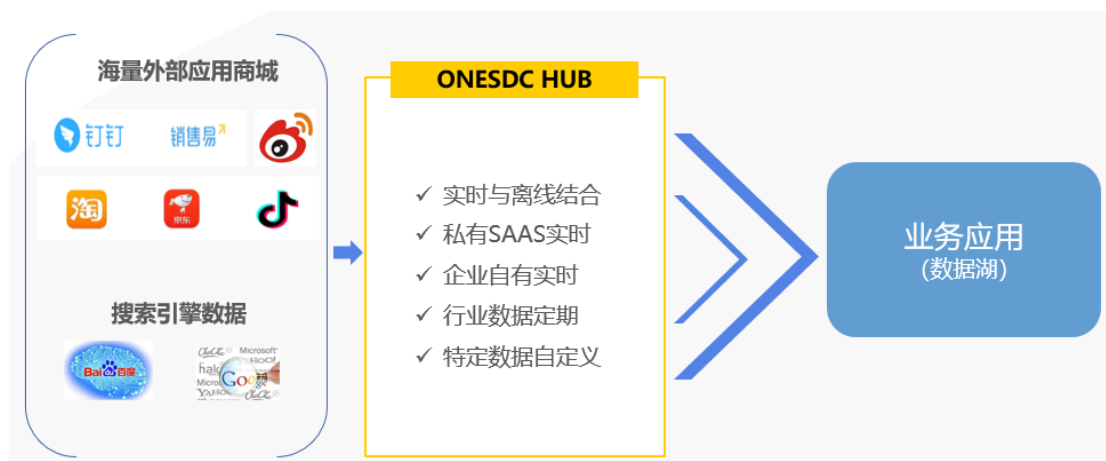 海量外部应用商城
ONESDC HUB
钉钉
销售易
淘
京东
实时与离线结合
私有SAAS实时
企业自有实时
行业数据定期
特定数据自定义
业务应用
(数据湖)
搜索引擎数据
Bai百度
Microsoft
YAHOO!
Google
YAHOO